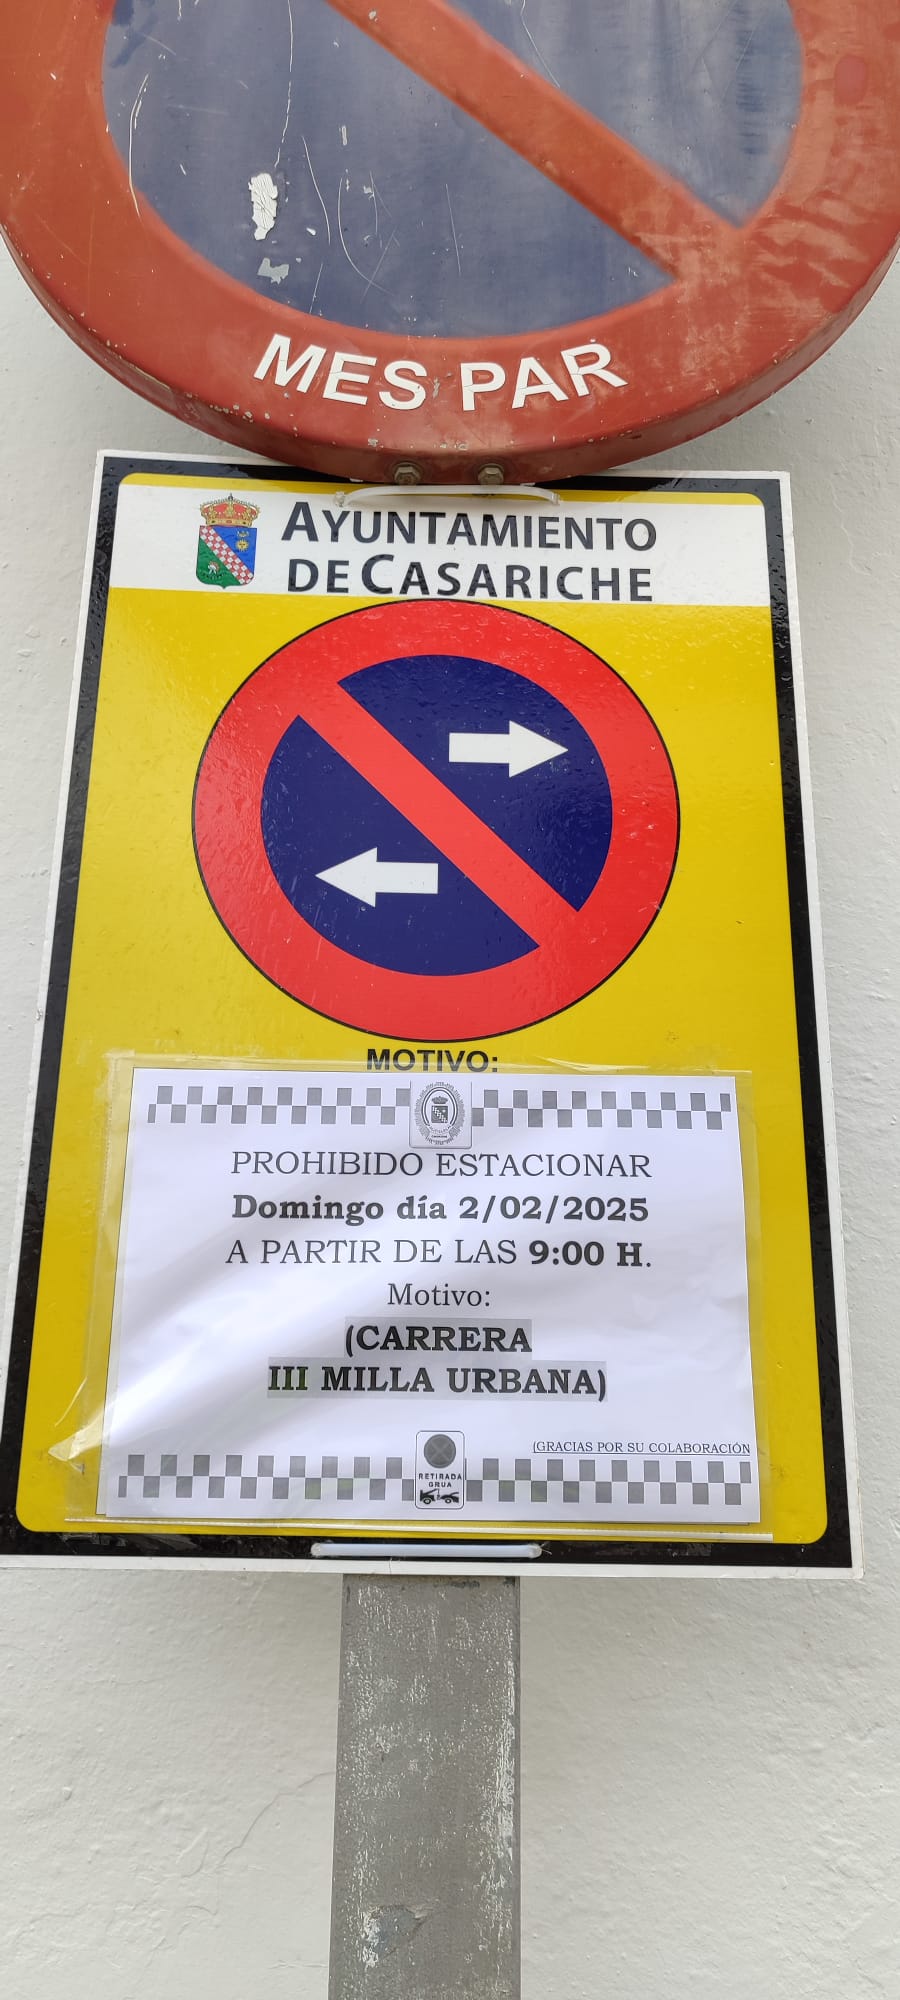 MES PAR
AYUNTAMIENTO
DE CASARICHE
MOTIVO:
PROHIBIDO ESTACIONAR
Domingo día 2/02/2025
A PARTIR DE LAS 9:00 H.
Motivo:
(CARRERA
III MILLA URBANA)
(GRACIAS POR SU COLABORACIÓN
RETIRADA
GRUA